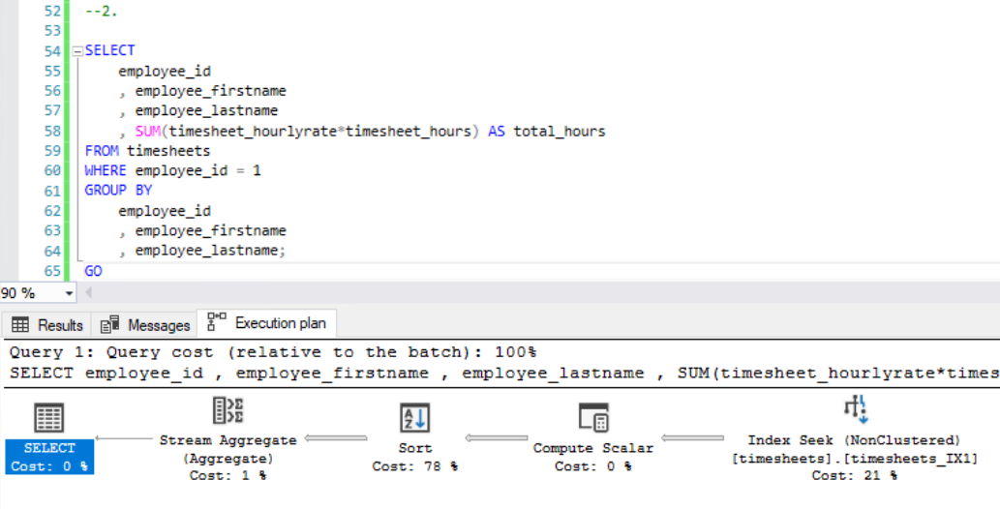 52 --2.
53
54 SELECT
55 employee_id
56 , employee_firstname
57 , employee_lastname
58 , SUM(timesheet_hourlyrate*timesheet_hours) AS total_hours
59 FROM timesheets
60 WHERE employee_id = 1
61 GROUP BY
62 employee_id
63 , employee_firstname
64 , employee_lastname;
65 GO
90 %
Results Messages Execution plan
Query 1: Query cost (relative to the batch): 100%
SELECT employee_id , employee_firstname , employee_lastname , SUM(timesheet_hourlyrate*times
SELECT
Cost: 0 %
Stream Aggregate
(Aggregate)
Cost: 1 %
Sort
Cost: 78 %
Compute Scalar
Cost: 0 %
Index Seek (NonClustered)
[timesheets].[timesheets_IX1]
Cost: 21 %